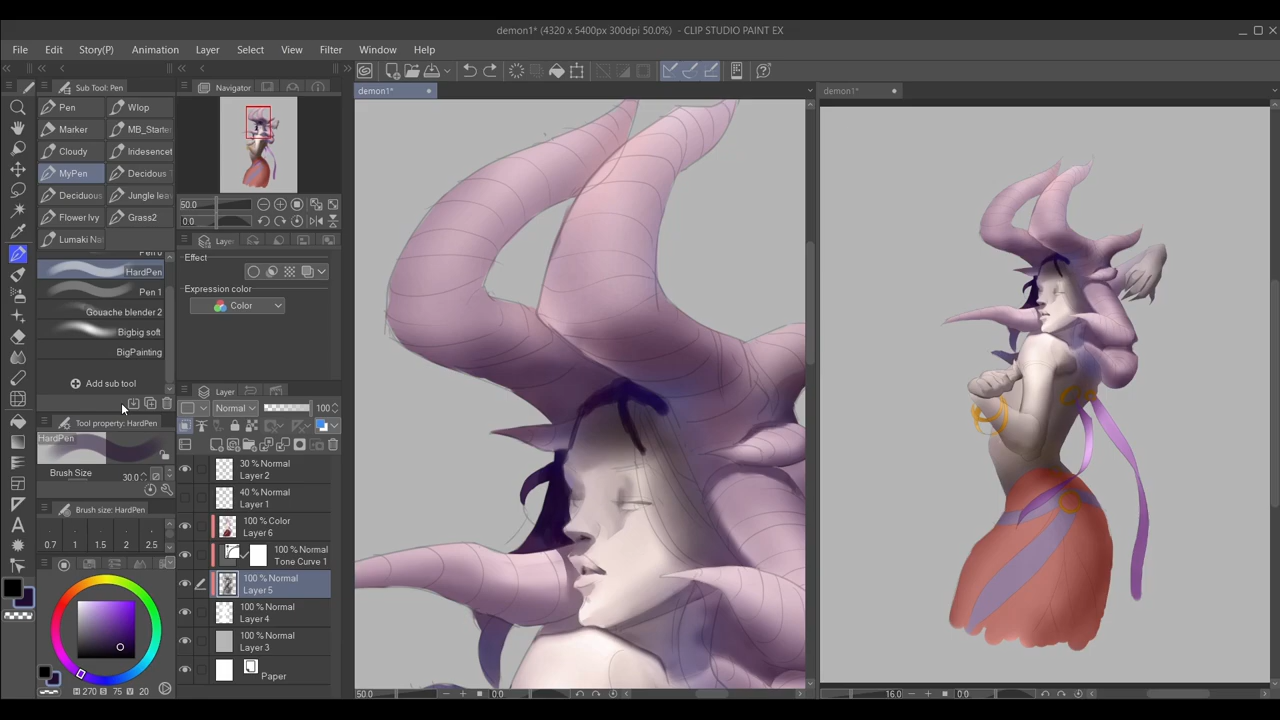 demon1* (4320 x 5400px 300dpi 50.0%) - CLIP STUDIO PAINT EX
File Edit Story(P) Animation Layer Select View Filter Window Help
Sub Tool: Pen
Pen Wlop
Marker MB_Starte
Cloudy Iridesencet
MyPen Decidous
Deciduous Jungle lea
Flower Ivy Grass2
Lumaki Na
HardPen
Pen 1
Gouache blender 2
Bigbig soft
BigPainting
Add sub tool
Tool property: HardPen
HardPen
Brush Size 30.0
Brush size: HardPen
0.7 1 1.5 2 2.5
H 270 S 75 V 20
Navigator
50.0
0.0
Layer
Effect
Expression color
Color
Layer
Normal 100
30 % Normal
Layer 2
40 % Normal
Layer 1
100 % Color
Layer 6
100 % Normal
Tone Curve 1
100 % Normal
Layer 5
100 % Normal
Layer 4
100 % Normal
Layer 3
Paper
demon1*
50.0 0.0
demon1*
16.0 0.0